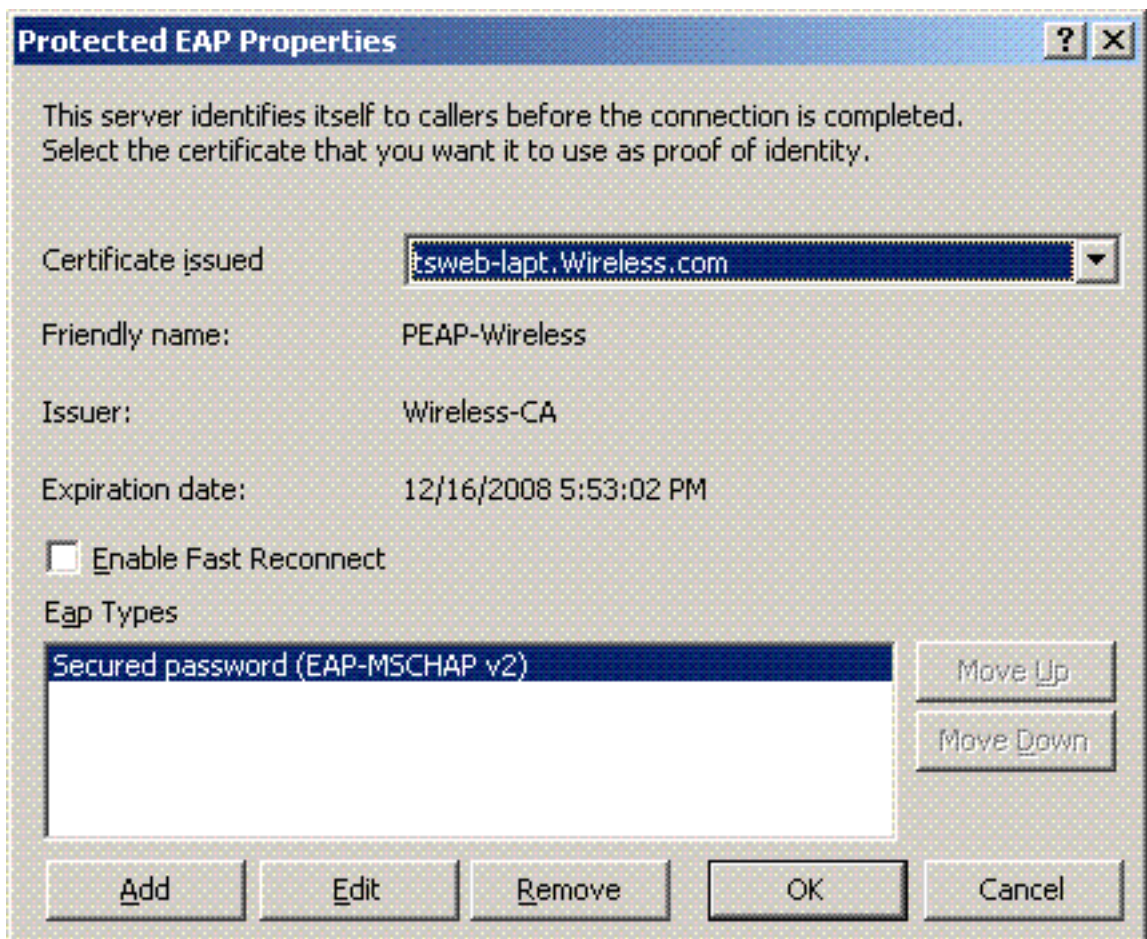 Protected EAP Properties
This server identifies itself to callers before the connection is completed.
Select the certificate that you want it to use as proof of identity.
Certificate issued tsweb-lapt.Wireless.com
Friendly name: PEAP-Wireless
Issuer: Wireless-CA
Expiration date: 12/16/2008 5:53:02 PM
Enable Fast Reconnect
Eap Types
Secured password (EAP-MSCHAP v2)
Move Up
Move Down
Add Edit Remove OK Cancel